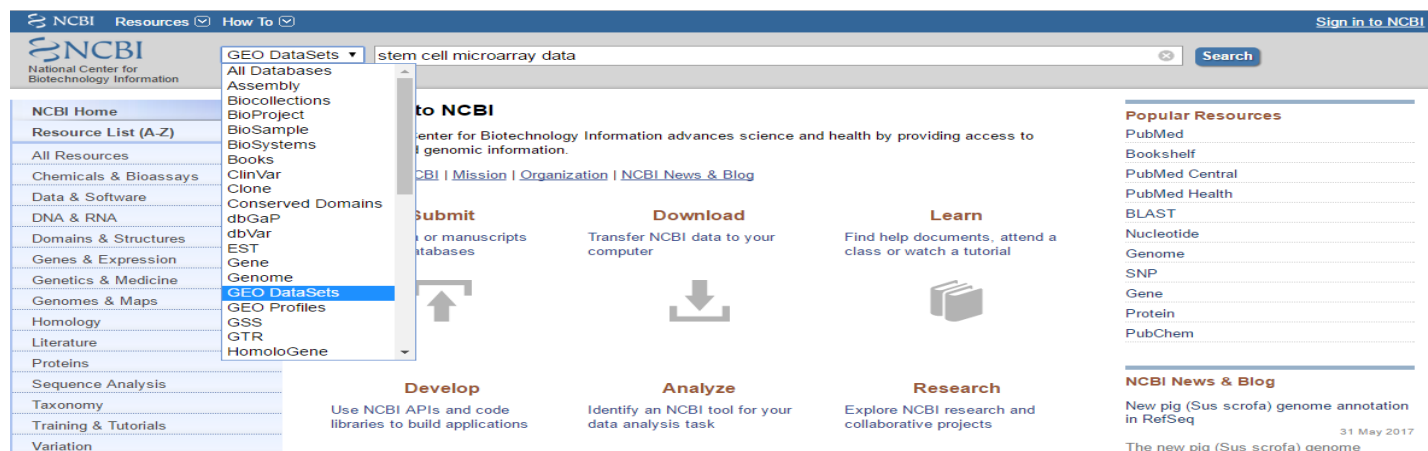 NCBI Resources How To Sign in to NCBI
NCBI
National Center for
Biotechnology Information
GEO DataSets stem cell microarray data Search
All Databases
Assembly
Biocollections
BioProject
BioSample
BioSystems
Books
ClinVar
Clone
Conserved Domains
dbGaP
dbVar
EST
Gene
Genome
GEO DataSets
GEO Profiles
GSS
GTR
HomoloGene
NCBI Home
Resource List (A-Z)
All Resources
Chemicals & Bioassays
Data & Software
DNA & RNA
Domains & Structures
Genes & Expression
Genetics & Medicine
Genomes & Maps
Homology
Literature
Proteins
Sequence Analysis
Taxonomy
Training & Tutorials
Variation
to NCBI
Center for Biotechnology Information advances science and health by providing access to
genomic information.
NCBI | Mission | Organization | NCBI News & Blog
Submit
or manuscripts
databases
Download
Transfer NCBI data to your
computer
Learn
Find help documents, attend a
class or watch a tutorial
Develop
Use NCBI APIs and code
libraries to build applications
Analyze
Identify an NCBI tool for your
data analysis task
Research
Explore NCBI research and
collaborative projects
Popular Resources
PubMed
Bookshelf
PubMed Central
PubMed Health
BLAST
Nucleotide
Genome
SNP
Gene
Protein
PubChem
NCBI News & Blog
New pig (Sus scrofa) genome annotation
in RefSeq
31 May 2017
The new pig (Sus scrofa) genome